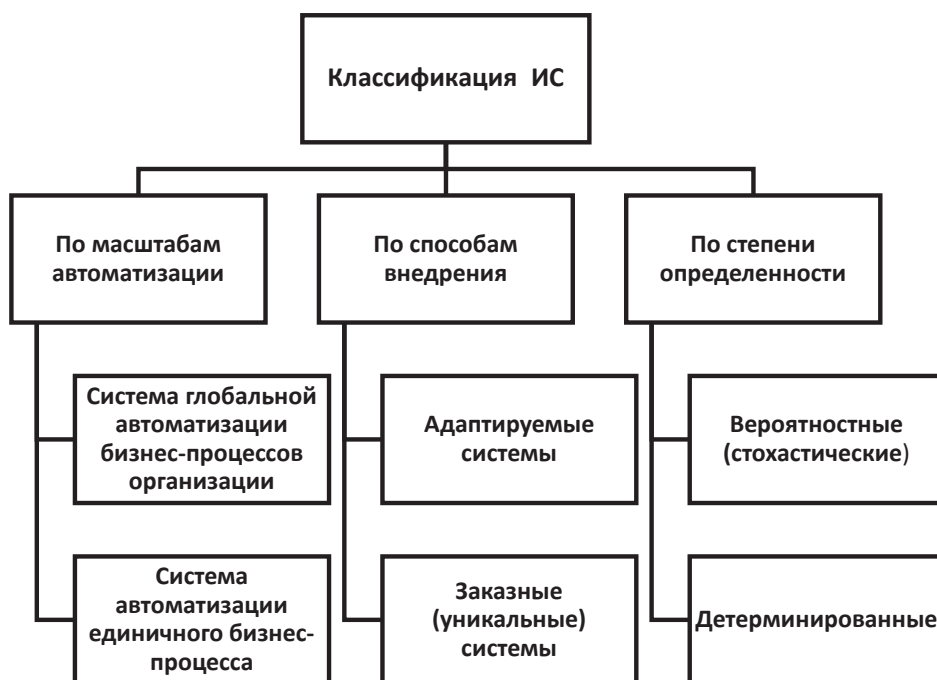 Классификация ИС
По масштабам
автоматизации
По способам
внедрения
По степени
определенности
Система глобальной
автоматизации
бизнес-процессов
организации
Адаптируемые
системы
Вероятностные
(стохастические)
Система
автоматизации
единичного бизнес-
процесса
Заказные
(уникальные)
системы
Детерминированные